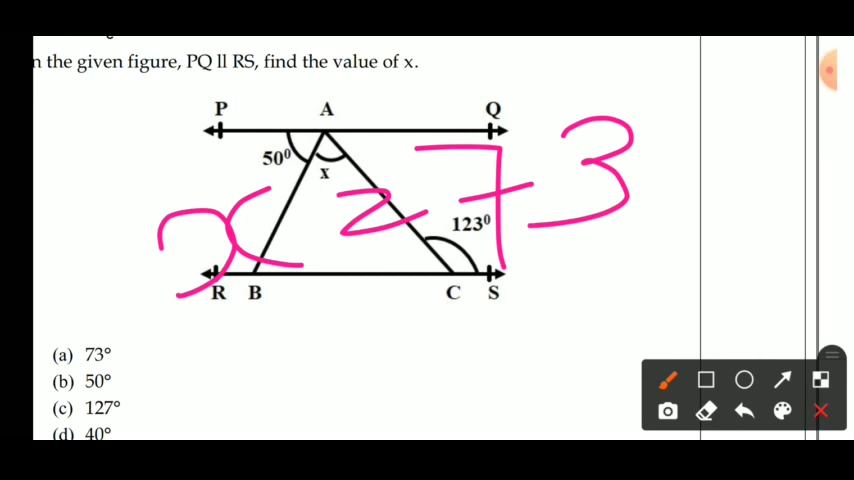 n the given figure, PQ ll RS, find the value of x.
P A Q
50⁰
x
123⁰
x = 73
R B C S
(a) 73°
(b) 50°
(c) 127°
(d) 40°